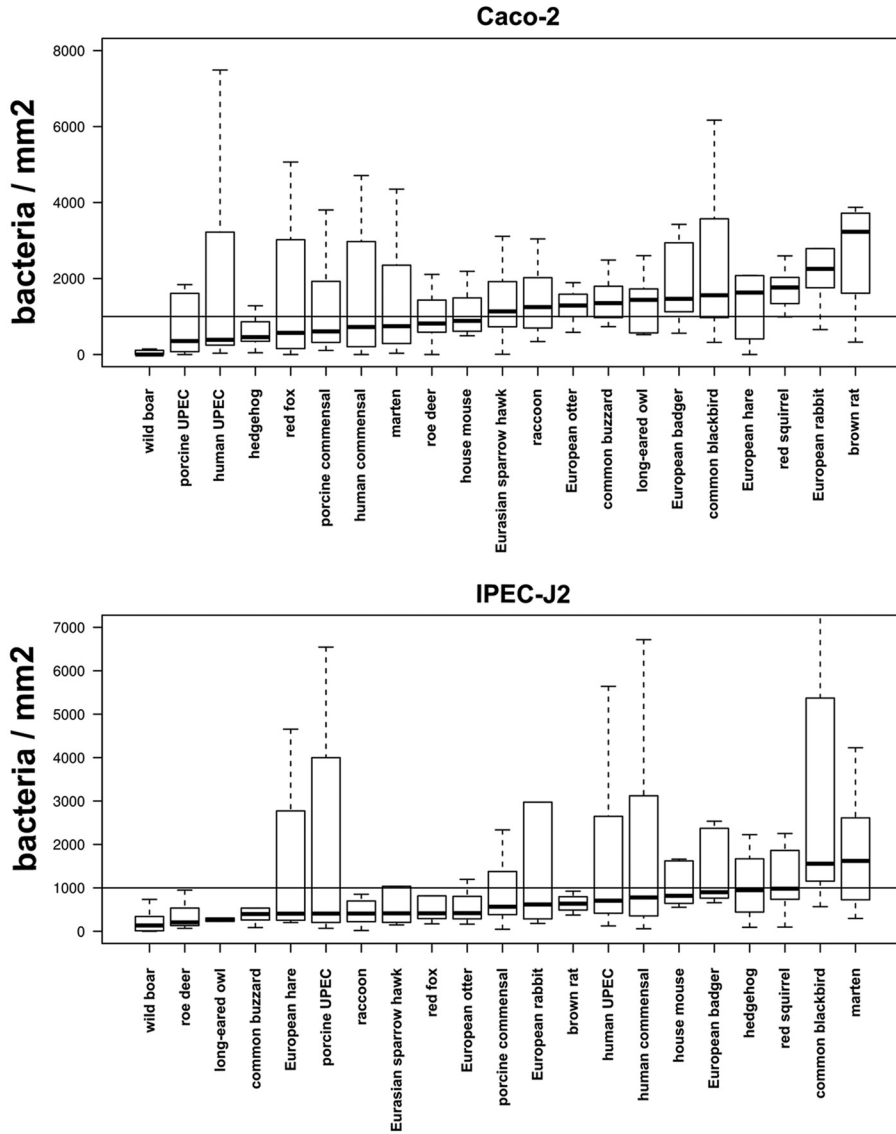 Caco-2
bacteria / mm2
8000
6000
4000
2000
1000
0
wild boar
porcine UPEC
human UPEC
hedgehog
red fox
porcine commensal
human commensal
marten
roe deer
house mouse
Eurasian sparrow hawk
raccoon
European otter
common buzzard
long-eared owl
European badger
common blackbird
European hare
red squirrel
European rabbit
brown rat
IPEC-J2
bacteria / mm2
7000
6000
5000
4000
3000
2000
1000
0
wild boar
roe deer
long-eared owl
common buzzard
European hare
porcine UPEC
raccoon
Eurasian sparrow hawk
red fox
European otter
porcine commensal
European rabbit
brown rat
human UPEC
human commensal
house mouse
European badger
hedgehog
red squirrel
common blackbird
marten